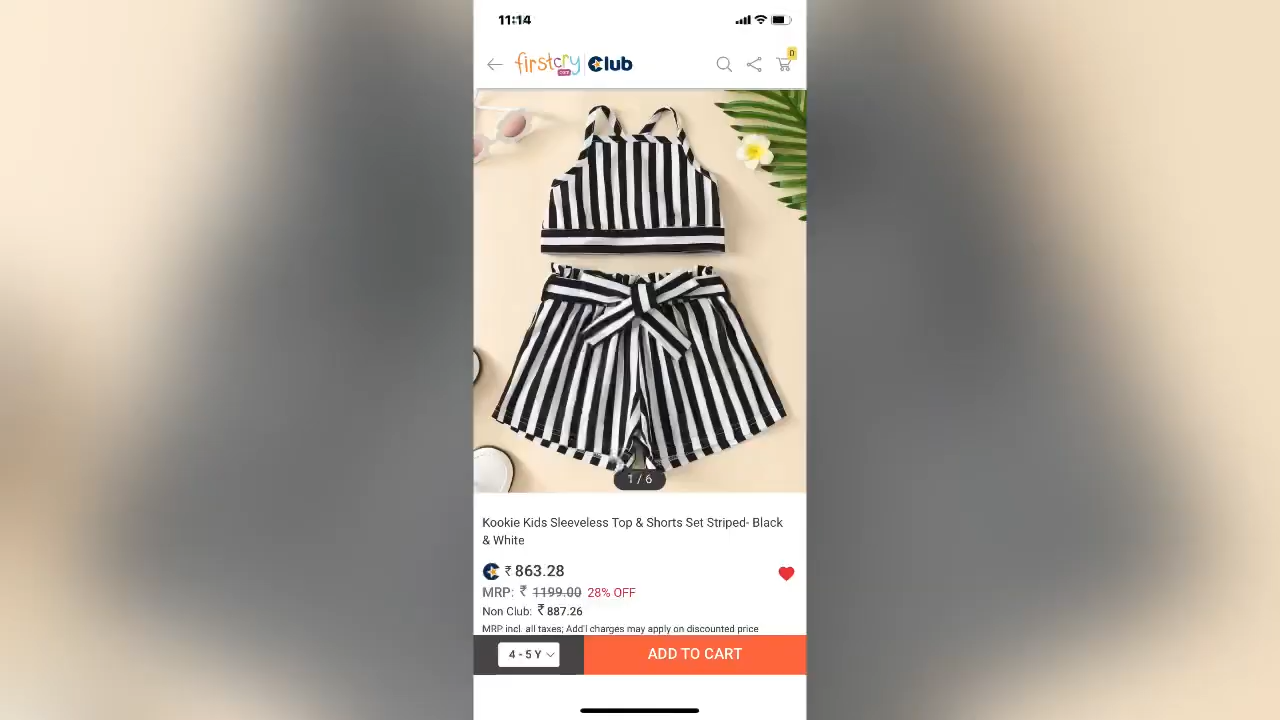 11:14
firstcry.com Club
0
1 / 6
Kookie Kids Sleeveless Top & Shorts Set Striped- Black
& White
₹ 863.28
MRP: ₹ 1199.00 28% OFF
Non Club: ₹ 887.26
MRP incl. all taxes; Add'l charges may apply on discounted price
4 - 5 Y ADD TO CART